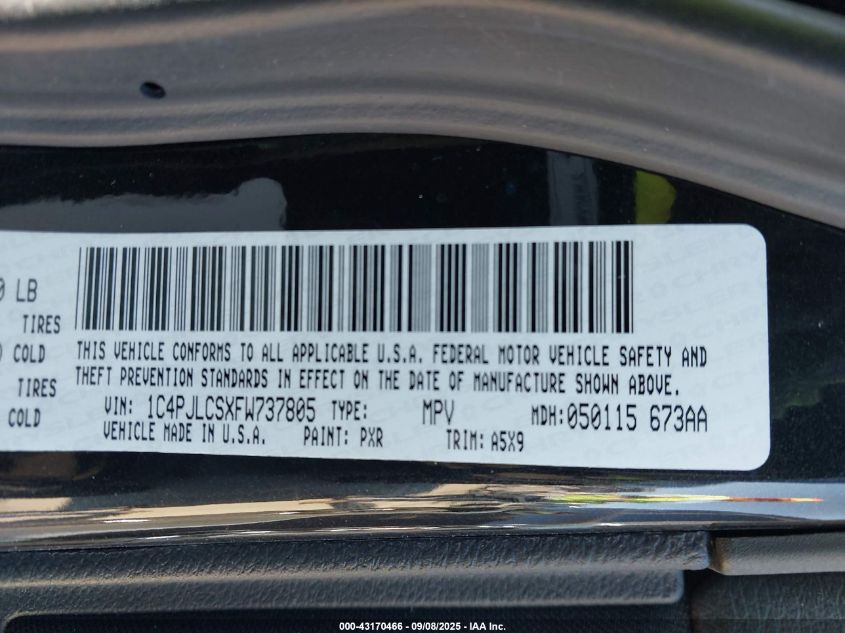 0 LB
TIRES
COLD
TIRES
COLD
THIS VEHICLE CONFORMS TO ALL APPLICABLE U.S.A. FEDERAL MOTOR VEHICLE SAFETY AND
THEFT PREVENTION STANDARDS IN EFFECT ON THE DATE OF MANUFACTURE SHOWN ABOVE.
VIN: 1C4PJLCSXFW737805 TYPE: MPV MDH:050115 673AA
VEHICLE MADE IN U.S.A. PAINT: PXR TRIM: A5X9
000-43170466 - 09/08/2025 - IAA Inc.